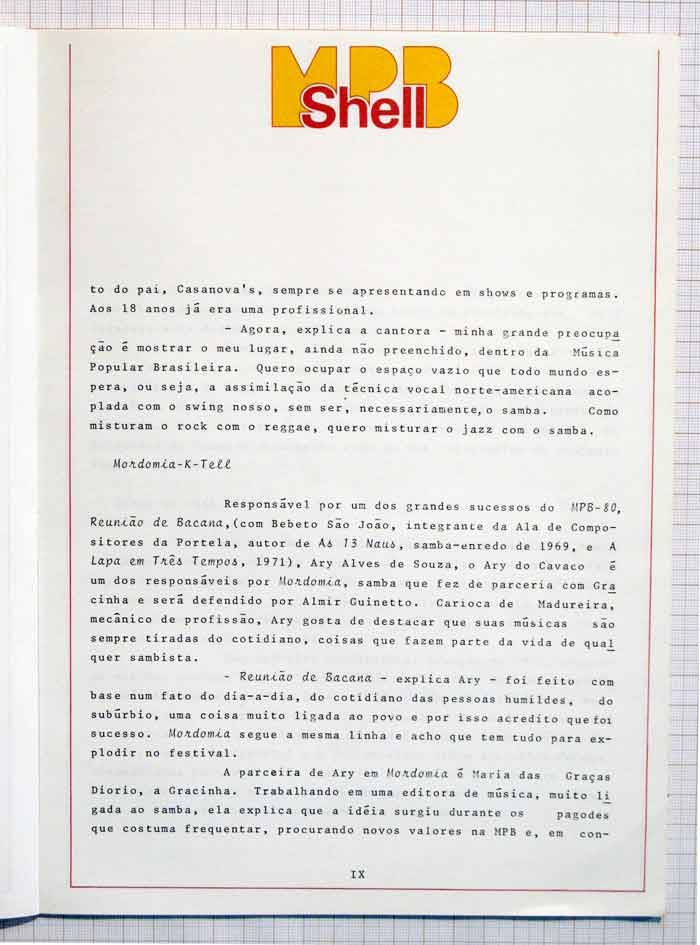 MPB
Shell
to do pai, Casanova's, sempre se apresentando em shows e programas.
Aos 18 anos já era uma profissional.
- Agora, explica a cantora - minha grande preocupa
ção é mostrar o meu lugar, ainda não preenchido, dentro da Música
Popular Brasileira. Quero ocupar o espaço vazio que todo mundo es-
pera, ou seja, a assimilação da técnica vocal norte-americana aco-
plada com o swing nosso, sem ser, necessariamente, o samba. Como
misturam o rock com o reggae, quero misturar o jazz com o samba.
Mordomia-K-Tell
Responsável por um dos grandes sucessos do MPB-80,
Reunião de Bacana,(com Bebeto São João, integrante da Ala de Compo-
sitores da Portela, autor de As 13 Naus, samba-enredo de 1969, e A
Lapa em Três Tempos, 1971), Ary Alves de Souza, o Ary do Cavaco é
um dos responsáveis por Mordomia, samba que fez de parceria com Gra
cinha e será defendido por Almir Guinetto. Carioca de Madureira,
mecânico de profissão, Ary gosta de destacar que suas músicas são
sempre tiradas do cotidiano, coisas que fazem parte da vida de qual
quer sambista.
- Reunião de Bacana - explica Ary - foi feito com
base num fato do dia-a-dia, do cotidiano das pessoas humildes, do
subúrbio, uma coisa muito ligada ao povo e por isso acredito que foi
sucesso. Mordomia segue a mesma linha e acho que tem tudo para ex-
plodir no festival.
A parceira de Ary em Mordomia é Maria das Graças
Diorio, a Gracinha. Trabalhando em uma editora de música, muito li
gada ao samba, ela explica que a idéia surgiu durante os pagodes
que costuma frequentar, procurando novos valores na MPB e, em con-
IX